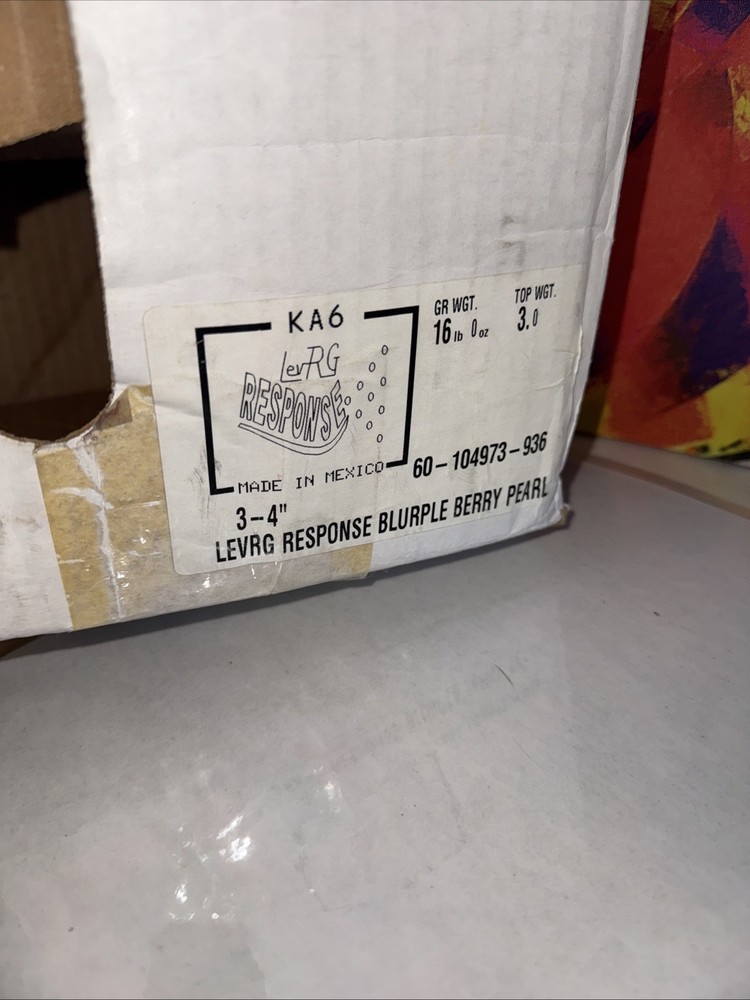 KA6
LevRG
RESPONSE
MADE IN MEXICO
GR WGT.
16 lb 0 oz
TOP WGT.
3.0
60-104973-936
3-4"
LEVRG RESPONSE BLURPLE BERRY PEARL